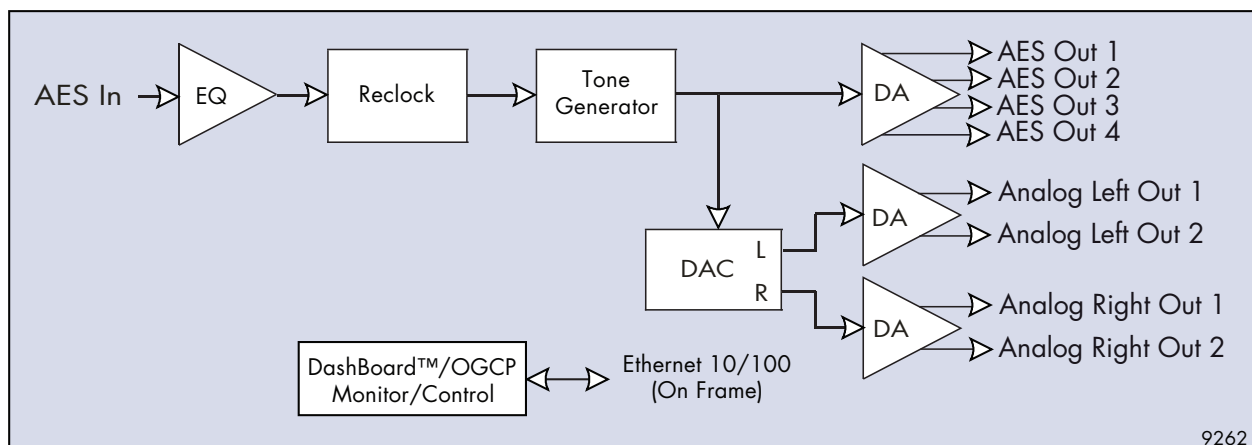 AES In
EQ
Reclock
Tone
Generator
DA
AES Out 1
AES Out 2
AES Out 3
AES Out 4
DAC
L
R
DA
Analog Left Out 1
Analog Left Out 2
DA
Analog Right Out 1
Analog Right Out 2
DashBoard™/OGCP
Monitor/Control
Ethernet 10/100
(On Frame)
9262